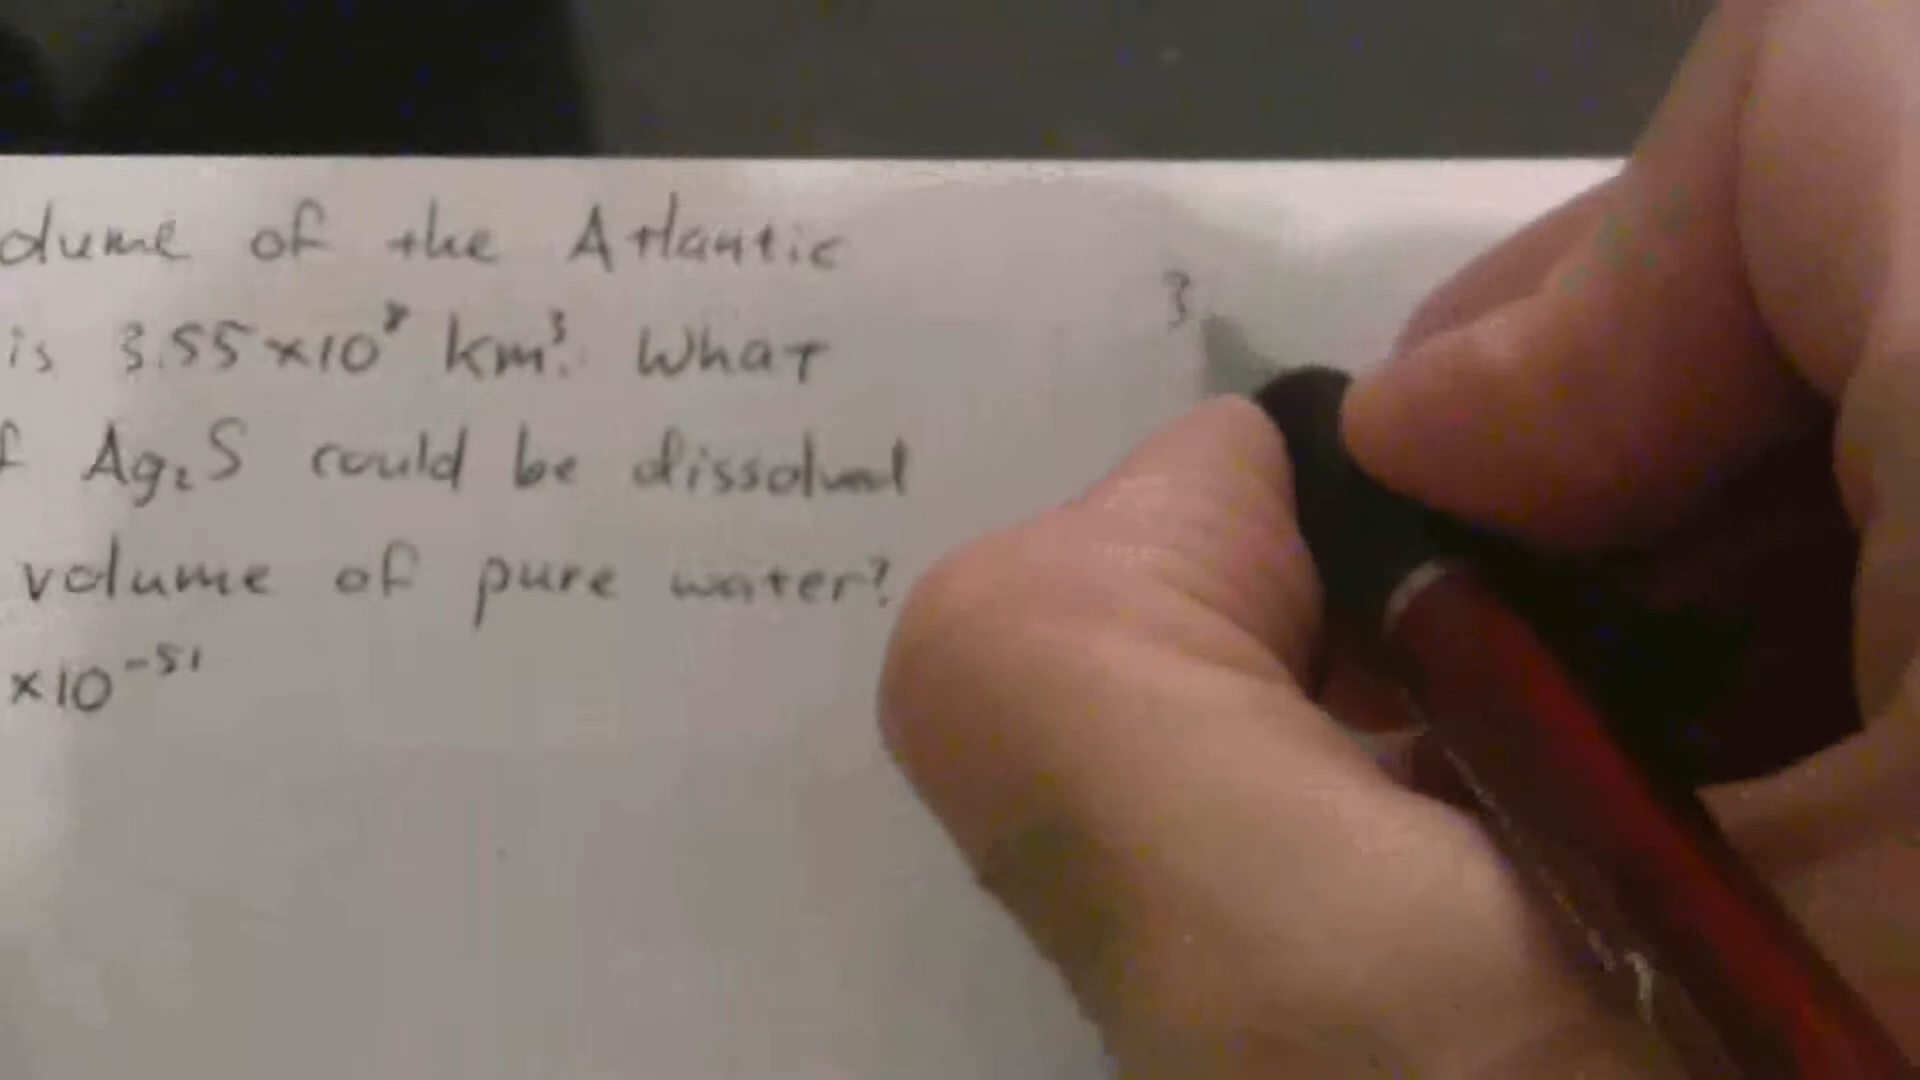 olume of the Atlantic
is 3.55×10⁸ km³. What
f Ag₂S could be dissolved
volume of pure water?
×10⁻⁵¹
3